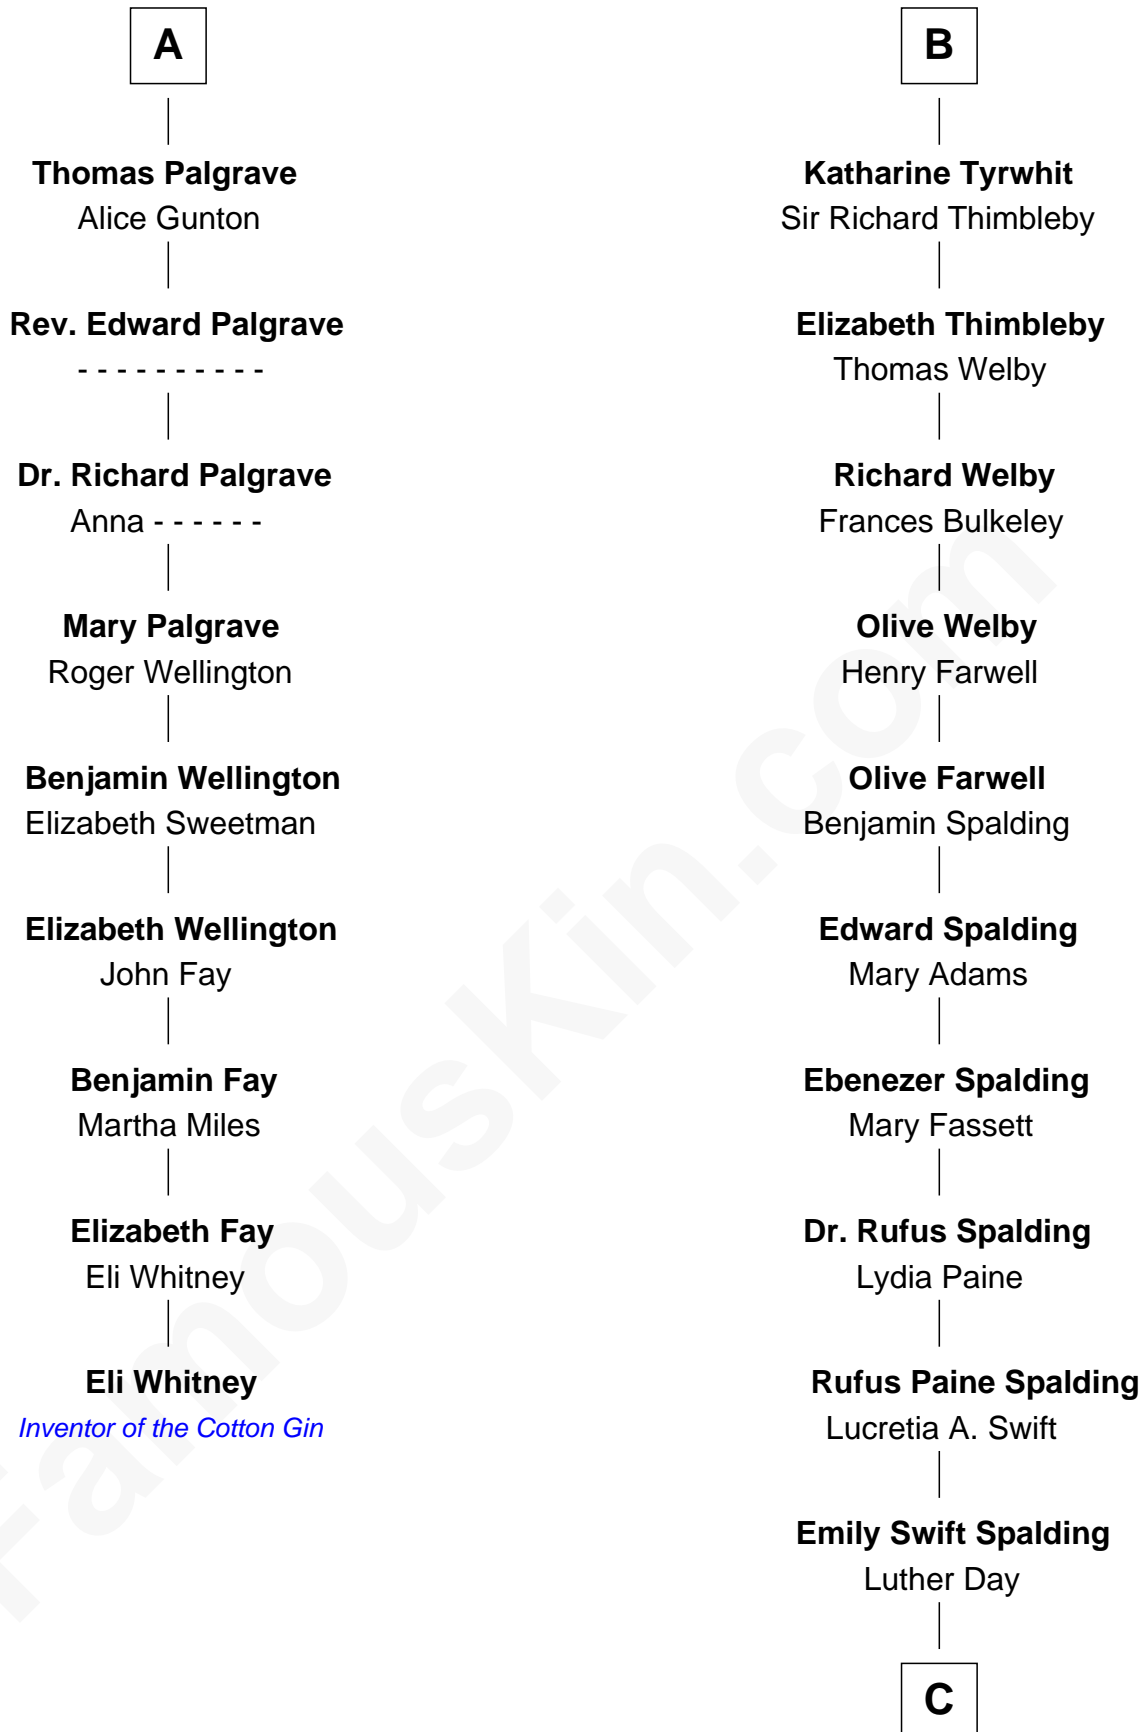 A
Thomas Palgrave
Alice Gunton
Rev. Edward Palgrave
- - - - - - - - - -
Dr. Richard Palgrave
Anna - - - - - -
Mary Palgrave
Roger Wellington
Benjamin Wellington
Elizabeth Sweetman
Elizabeth Wellington
John Fay
Benjamin Fay
Martha Miles
Elizabeth Fay
Eli Whitney
Eli Whitney
Inventor of the Cotton Gin
B
Katharine Tyrwhit
Sir Richard Thimbleby
Elizabeth Thimbleby
Thomas Welby
Richard Welby
Frances Bulkeley
Olive Welby
Henry Farwell
Olive Farwell
Benjamin Spalding
Edward Spalding
Mary Adams
Ebenezer Spalding
Mary Fassett
Dr. Rufus Spalding
Lydia Paine
Rufus Paine Spalding
Lucretia A. Swift
Emily Swift Spalding
Luther Day
C
FamousKin.com